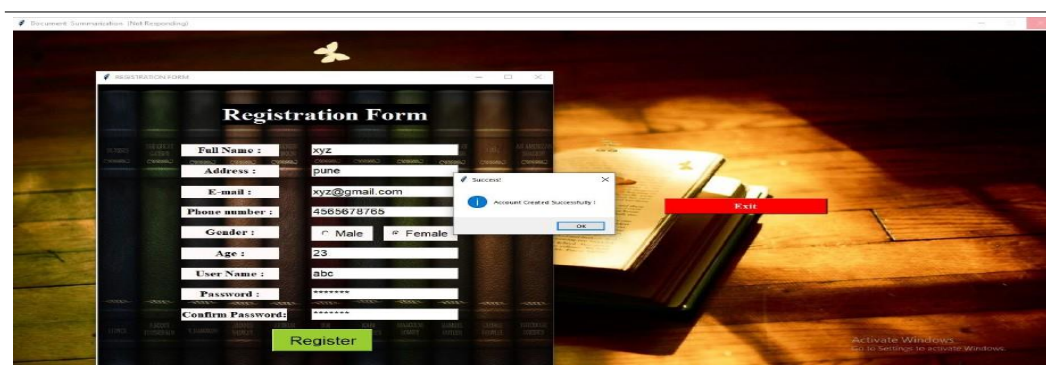 Document Summarization (Not Responding)
REGISTRATION FORM
Registration Form
Full Name :
xyz
Address :
pune
E-mail :
xyz@gmail.com
Phone number :
4565678765
Gender :
Male
Female
Age :
23
User Name :
abc
Password :
*******
Confirm Password:
*******
Register
Success!
Account Created Successfully !
OK
Exit
Activate Windows
Go to Settings to activate Windows.